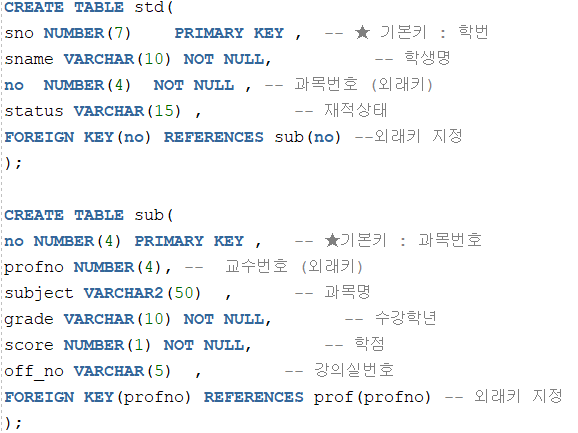 CREATE TABLE std(
sno NUMBER(7) PRIMARY KEY , -- ★ 기본키 : 학번
sname VARCHAR(10) NOT NULL, -- 학생명
no NUMBER(4) NOT NULL , -- 과목번호 (외래키)
status VARCHAR(15) , -- 재적상태
FOREIGN KEY(no) REFERENCES sub(no) --외래키 지정
);

CREATE TABLE sub(
no NUMBER(4) PRIMARY KEY , -- ★기본키 : 과목번호
profno NUMBER(4), -- 교수번호 (외래키)
subject VARCHAR2(50) , -- 과목명
grade VARCHAR(10) NOT NULL, -- 수강학년
score NUMBER(1) NOT NULL, -- 학점
off_no VARCHAR(5) , -- 강의실번호
FOREIGN KEY(profno) REFERENCES prof(profno) -- 외래키 지정
);